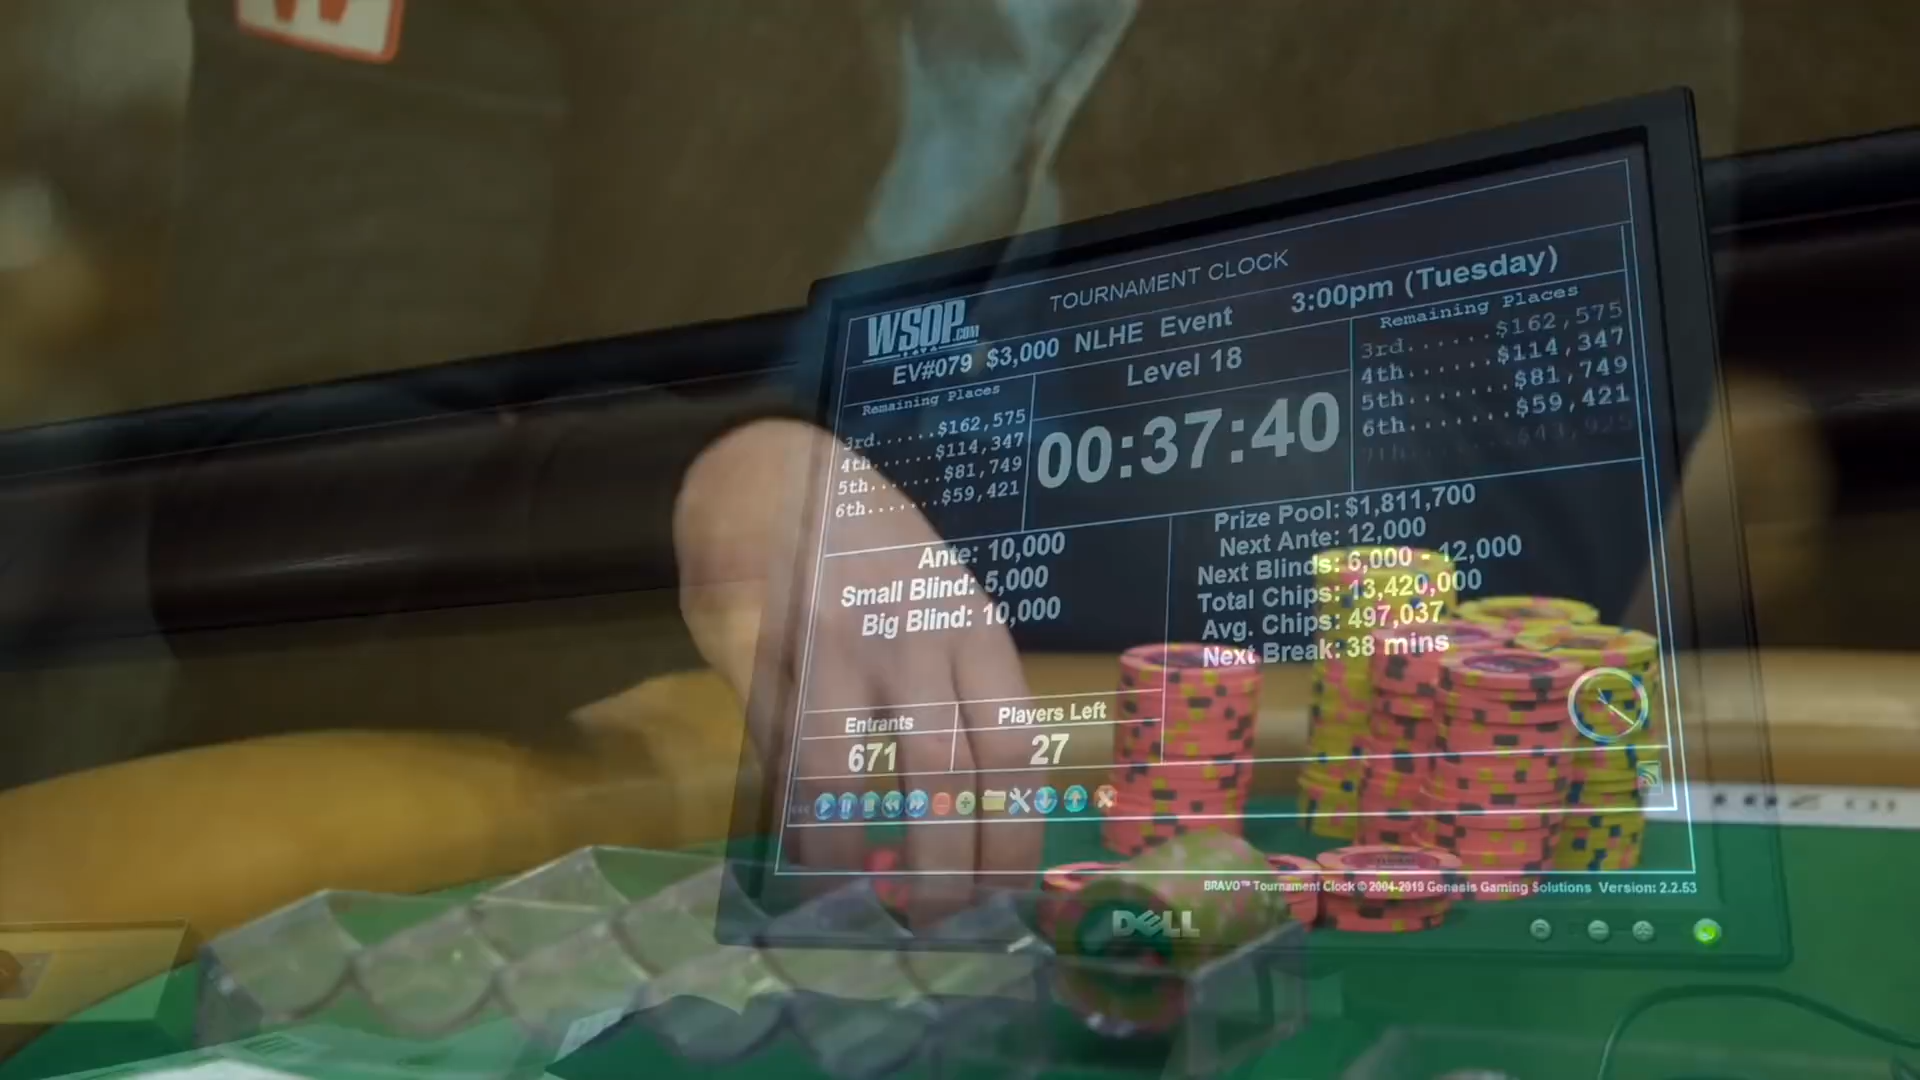 W
TOURNAMENT CLOCK
WSOP.COM
EV#079 $3,000 NLHE Event 3:00pm (Tuesday)
Level 18
00:37:40
Remaining Places
3rd......$162,575
4th.......$114,347
5th........$81,749
6th........$59,421
Remaining Places
3rd.......$162,575
4th.......$114,347
5th........$81,749
6th........$59,421
Ante: 10,000
Small Blind: 5,000
Big Blind: 10,000
Prize Pool: $1,811,700
Next Ante: 12,000
Next Blinds: 6,000 - 12,000
Total Chips: 13,420,000
Avg. Chips: 497,037
Next Break: 38 mins
Entrants
671
Players Left
27
BRAVO™ Tournament Clock © 2004-2019 Genesis Gaming Solutions Version: 2.2.53
DELL